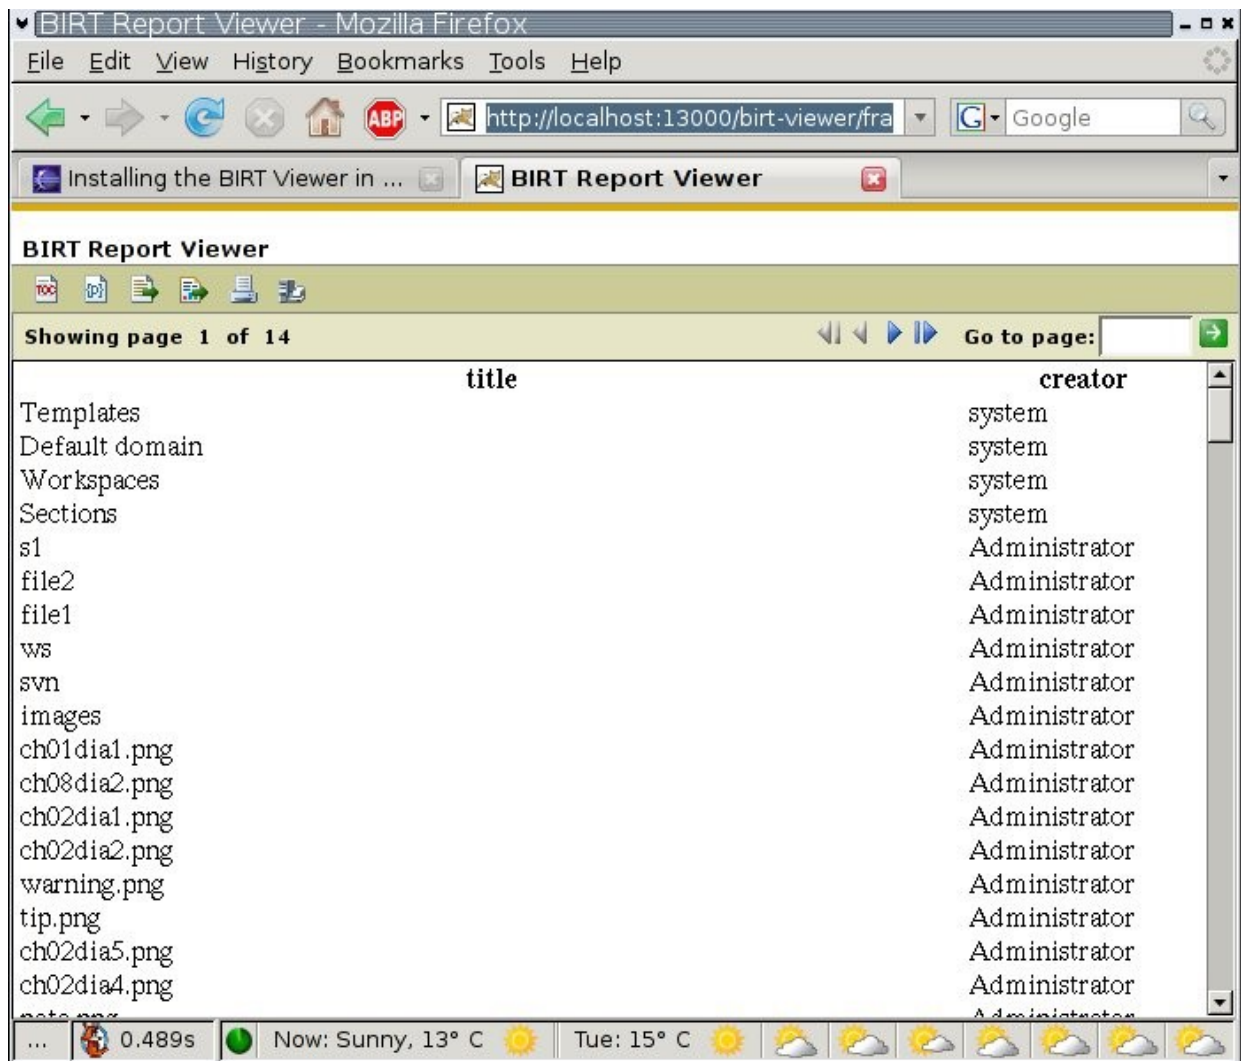 BIRT Report Viewer - Mozilla Firefox
File Edit View History Bookmarks Tools Help
ABP http://localhost:13000/birt-viewer/fra G Google
Installing the BIRT Viewer in ... BIRT Report Viewer
BIRT Report Viewer
TOC {p}
Showing page 1 of 14 Go to page:
title creator
Templates system
Default domain system
Workspaces system
Sections system
s1 Administrator
file2 Administrator
file1 Administrator
ws Administrator
svn Administrator
images Administrator
ch01dia1.png Administrator
ch08dia2.png Administrator
ch02dia1.png Administrator
ch02dia2.png Administrator
warning.png Administrator
tip.png Administrator
ch02dia5.png Administrator
ch02dia4.png Administrator
... 0.489s Now: Sunny, 13° C Tue: 15° C